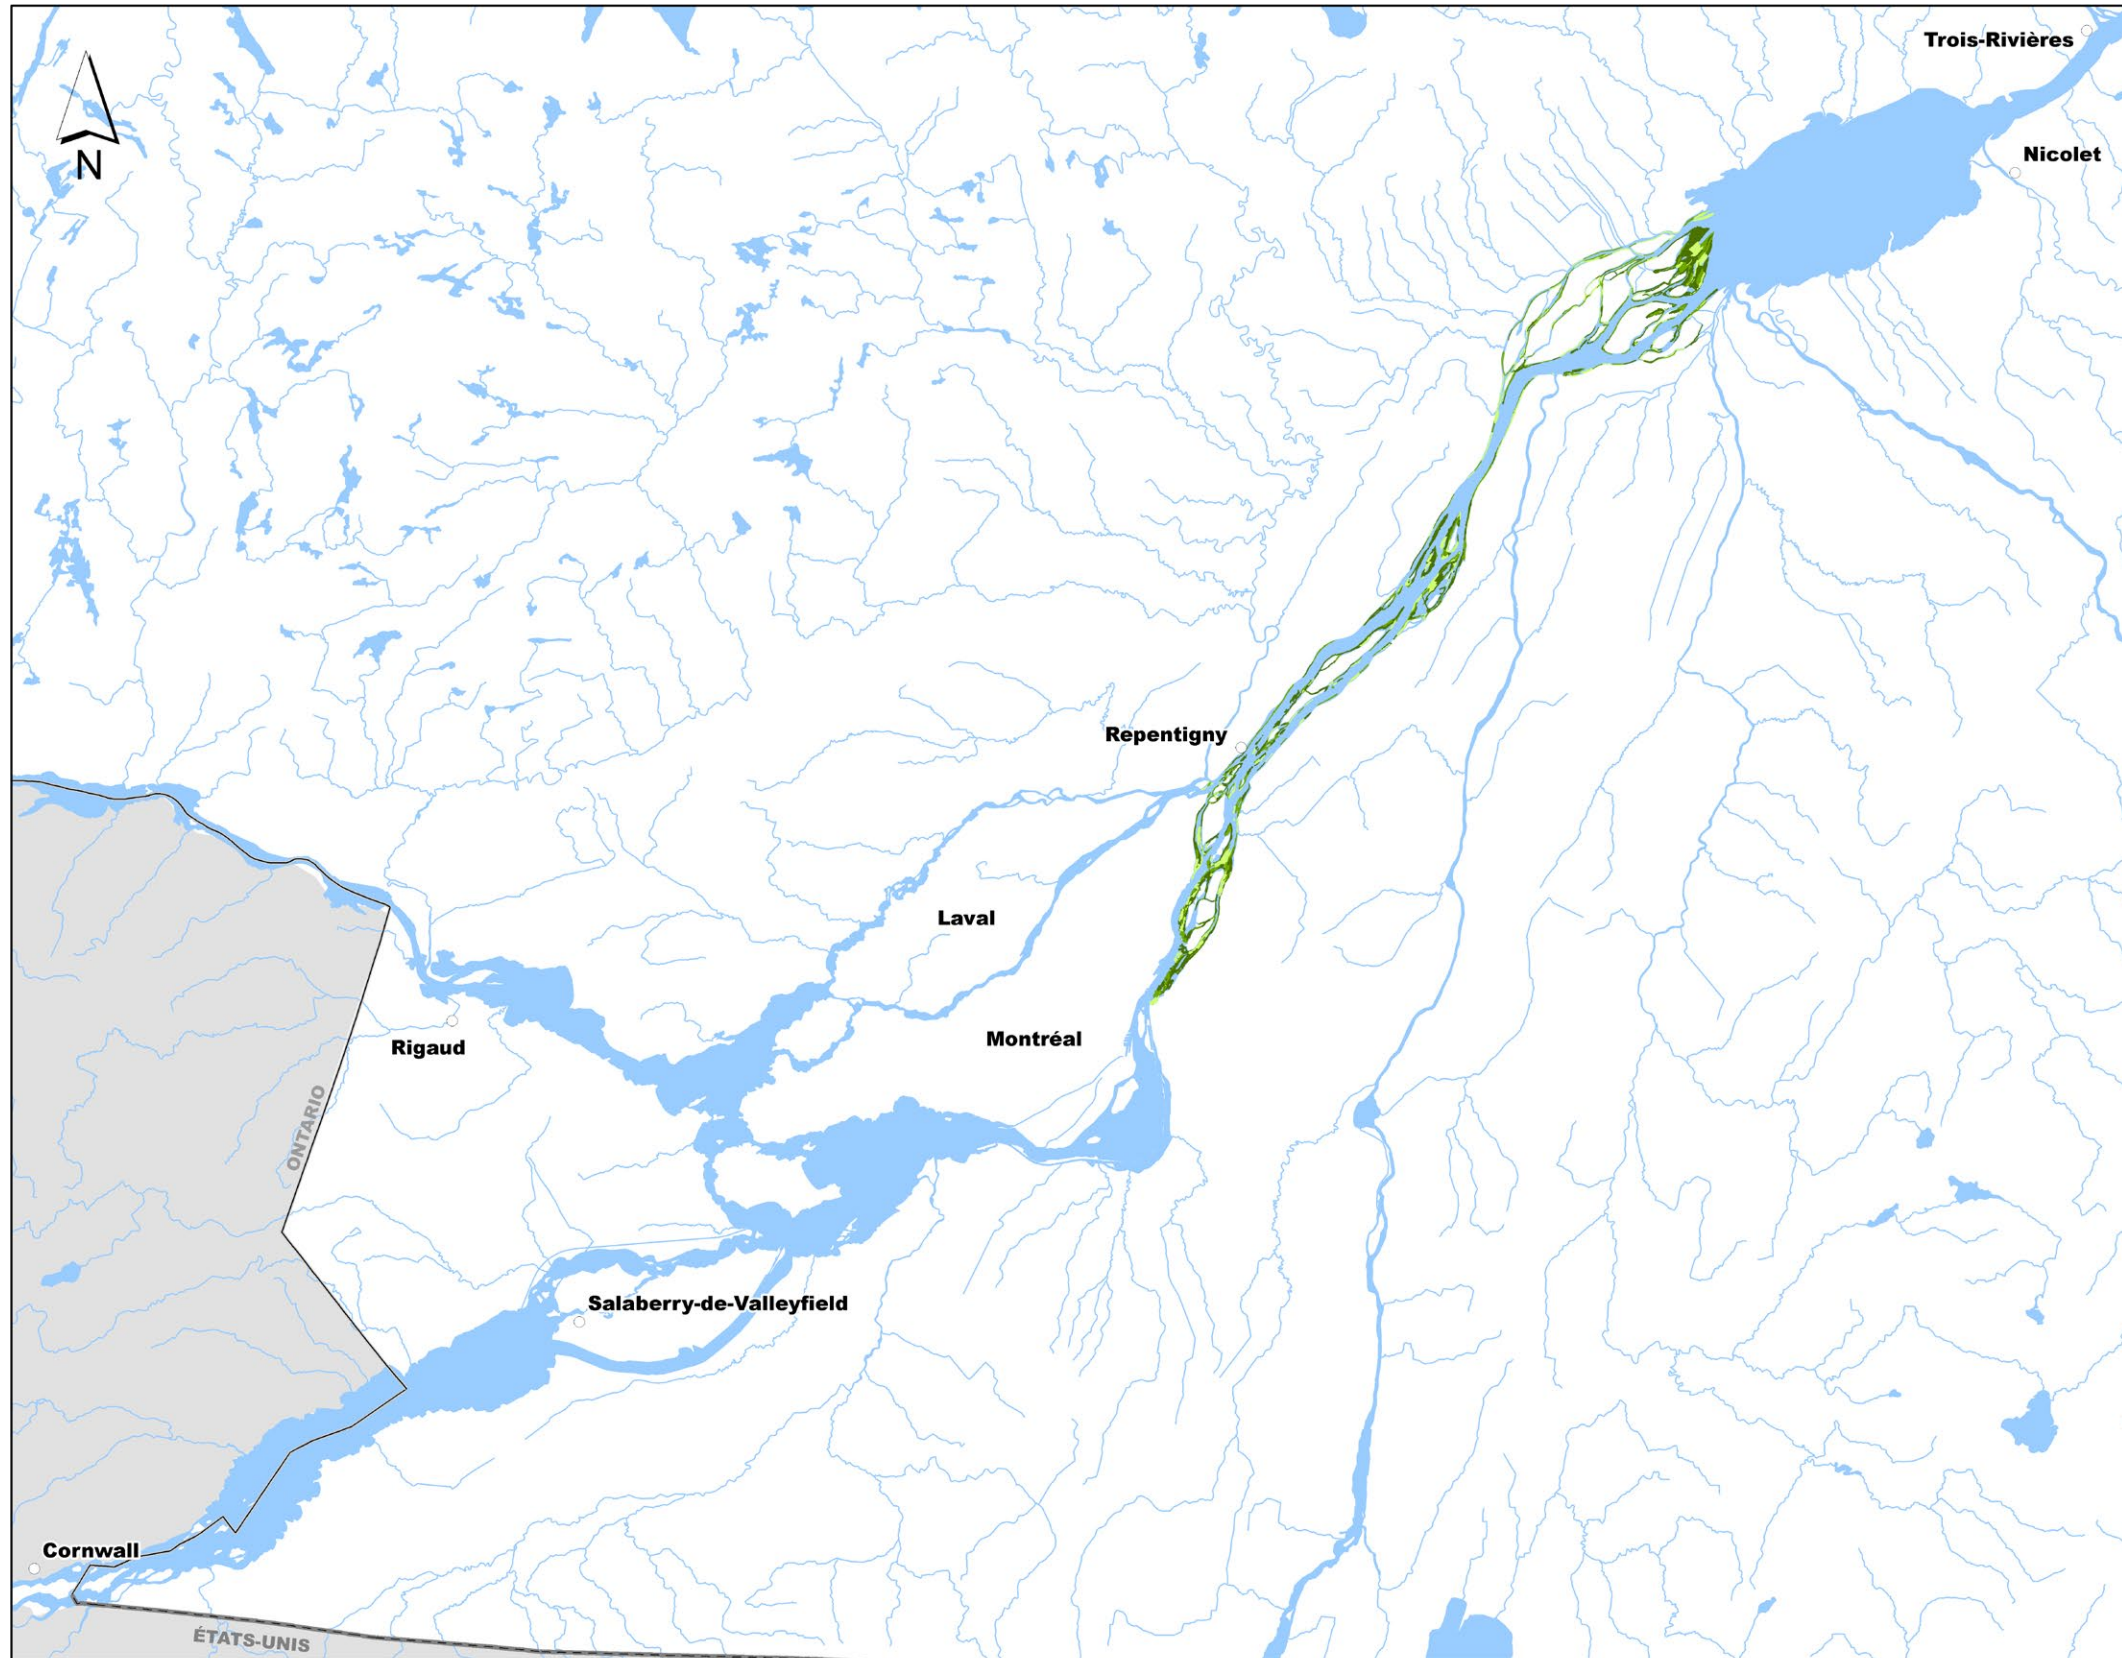 Trois-Rivières
N
Nicolet
Repentigny
Laval
Montréal
Rigaud
ONTARIO
Salaberry-de-Valleyfield
Cornwall
ÉTATS-UNIS